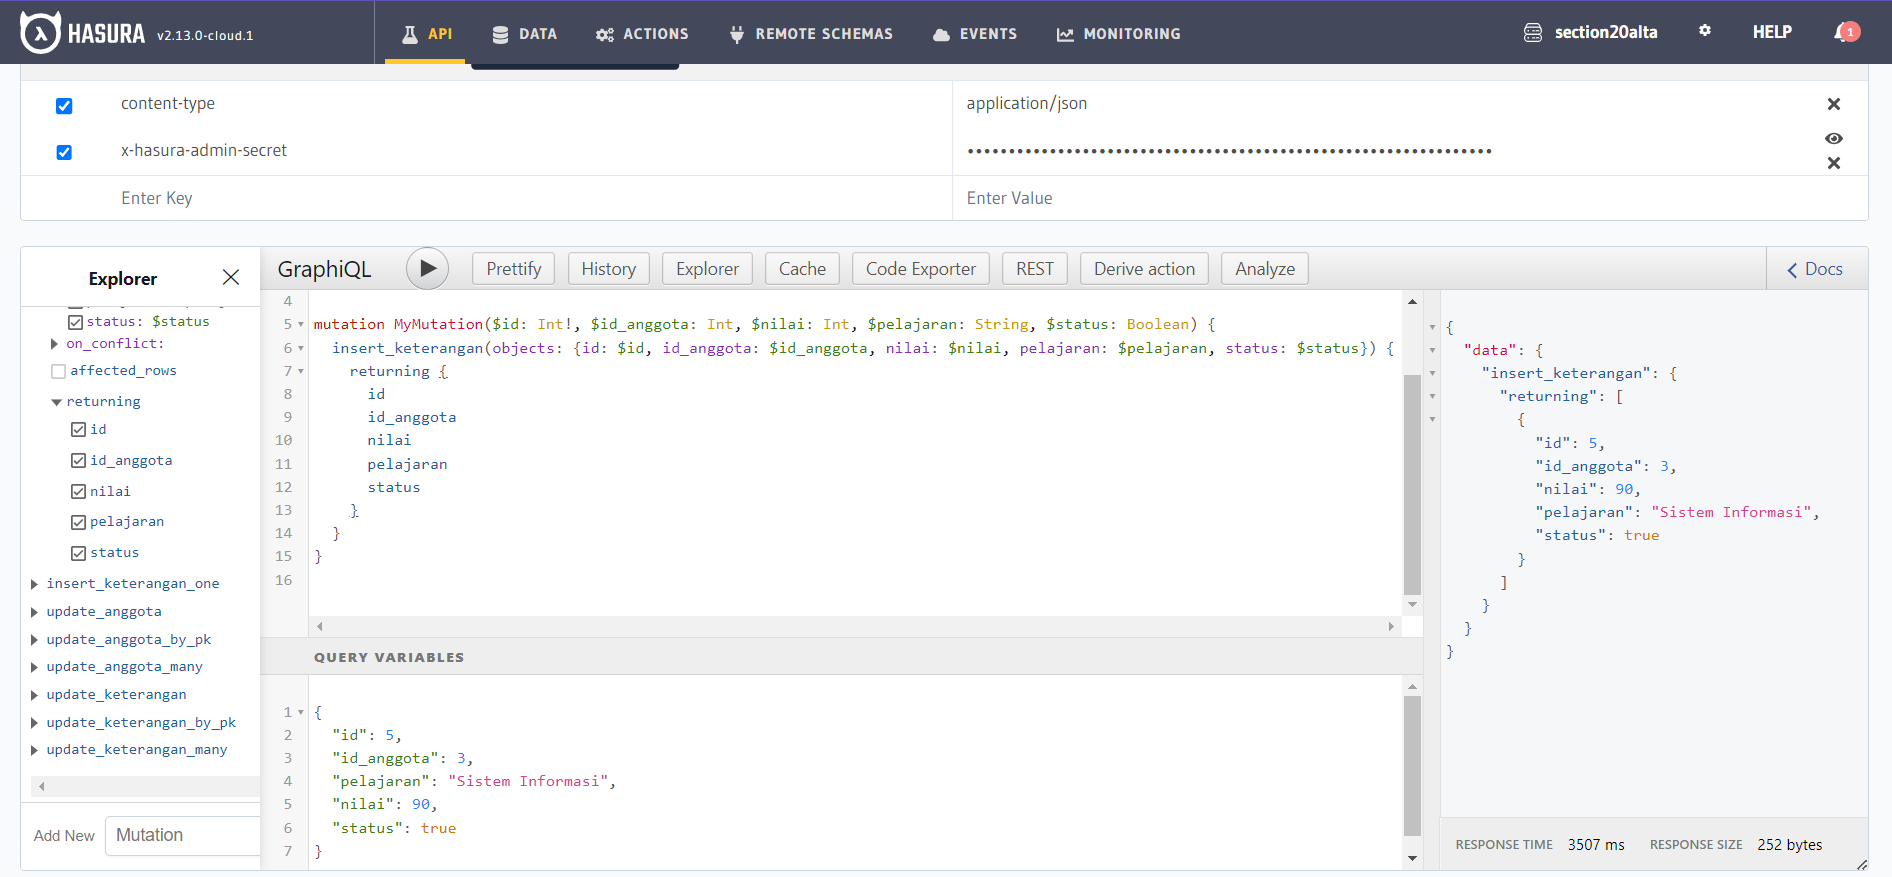 HASURA v2.13.0-cloud.1
API DATA ACTIONS REMOTE SCHEMAS EVENTS MONITORING
section20alta HELP 1
content-type application/json
x-hasura-admin-secret ••••••••••••••••••••••••••••••••••••••••••••••••••••••••••••••••
Enter Key Enter Value
Explorer
status: $status
on_conflict:
affected_rows
returning
id
id_anggota
nilai
pelajaran
status
insert_keterangan_one
update_anggota
update_anggota_by_pk
update_anggota_many
update_keterangan
update_keterangan_by_pk
update_keterangan_many
Add New Mutation
GraphiQL Prettify History Explorer Cache Code Exporter REST Derive action Analyze Docs
4
5 mutation MyMutation($id: Int!, $id_anggota: Int, $nilai: Int, $pelajaran: String, $status: Boolean) {
6 insert_keterangan(objects: {id: $id, id_anggota: $id_anggota, nilai: $nilai, pelajaran: $pelajaran, status: $status}) {
7 returning {
8 id
9 id_anggota
10 nilai
11 pelajaran
12 status
13 }
14 }
15 }
16
QUERY VARIABLES
1 {
2 "id": 5,
3 "id_anggota": 3,
4 "pelajaran": "Sistem Informasi",
5 "nilai": 90,
6 "status": true
7 }
{
"data": {
"insert_keterangan": {
"returning": [
{
"id": 5,
"id_anggota": 3,
"nilai": 90,
"pelajaran": "Sistem Informasi",
"status": true
}
]
}
}
}
RESPONSE TIME 3507 ms RESPONSE SIZE 252 bytes